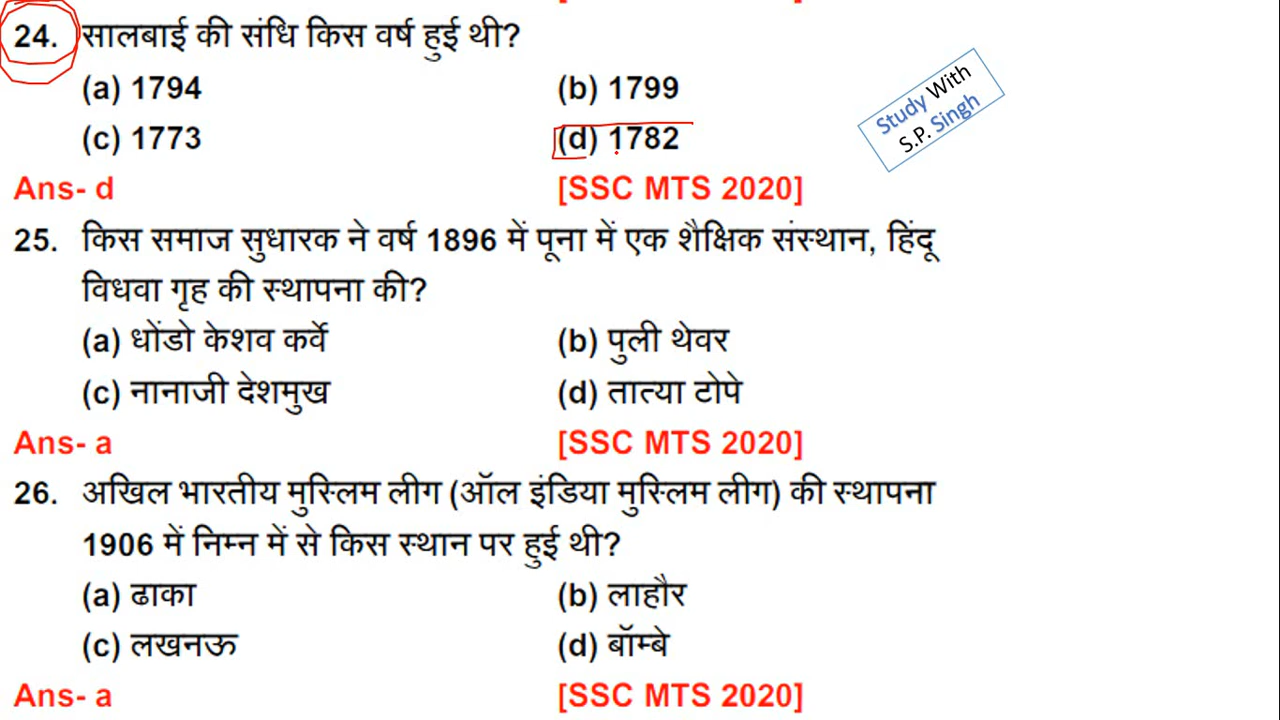 24. सालबाई की संधि किस वर्ष हुई थी?
(a) 1794 (b) 1799
(c) 1773 (d) 1782
Ans- d [SSC MTS 2020]
Study With
S.P. Singh
25. किस समाज सुधारक ने वर्ष 1896 में पूना में एक शैक्षिक संस्थान, हिंदू
विधवा गृह की स्थापना की?
(a) धोंडो केशव कर्वे (b) पुली थेवर
(c) नानाजी देशमुख (d) तात्या टोपे
Ans- a [SSC MTS 2020]
26. अखिल भारतीय मुस्लिम लीग (ऑल इंडिया मुस्लिम लीग) की स्थापना
1906 में निम्न में से किस स्थान पर हुई थी?
(a) ढाका (b) लाहौर
(c) लखनऊ (d) बॉम्बे
Ans- a [SSC MTS 2020]